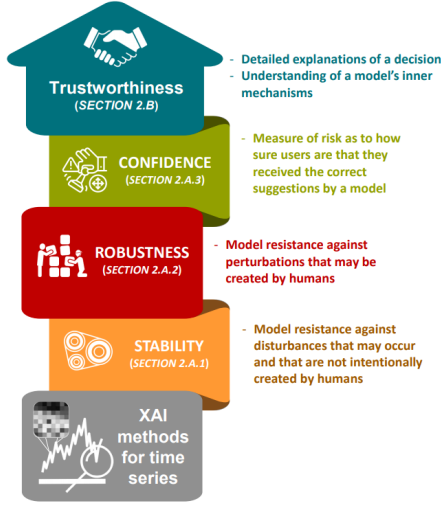 Trustworthiness
(SECTION 2.B)
- Detailed explanations of a decision
- Understanding of a model's inner
mechanisms
CONFIDENCE
(SECTION 2.A.3)
- Measure of risk as to how
sure users are that they
received the correct
suggestions by a model
ROBUSTNESS
(SECTION 2.A.2)
- Model resistance against
perturbations that may be
created by humans
STABILITY
(SECTION 2.A.1)
- Model resistance against
disturbances that may occur
and that are not intentionally
created by humans
XAI
methods
for time
series